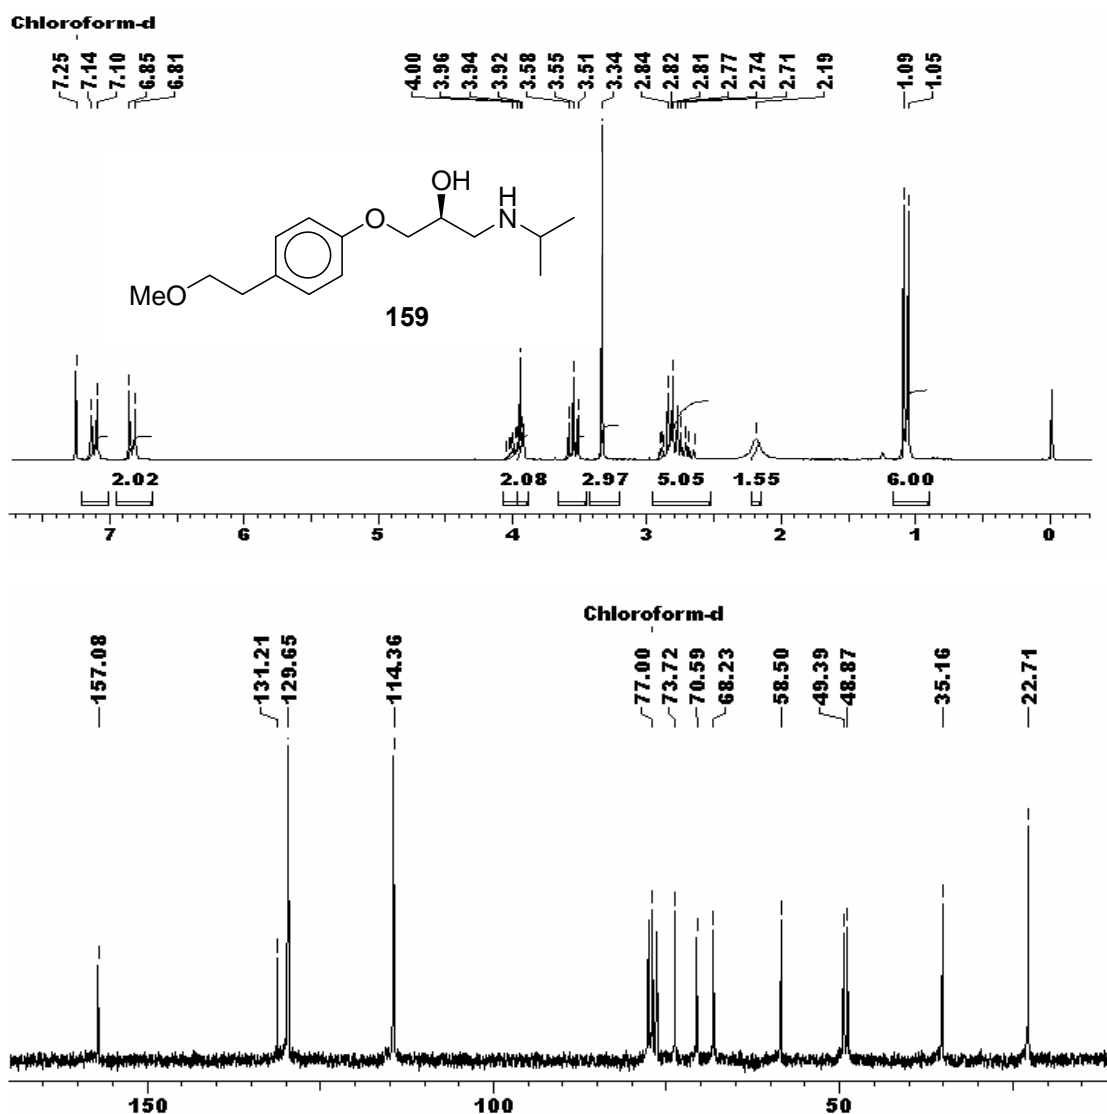 Chloroform-d
7.25 7.14 7.10 6.85 6.81 4.00 3.96 3.94 3.92 3.58 3.55 3.51 3.34 2.84 2.82 2.81 2.77 2.74 2.71 2.19 1.09 1.05
OH
H
N
O
MeO
159
2.02 2.08 2.97 5.05 1.55 6.00
7 6 5 4 3 2 1 0
Chloroform-d
157.08 131.21 129.65 114.36 77.00 73.72 70.59 68.23 58.50 49.39 48.87 35.16 22.71
150 100 50